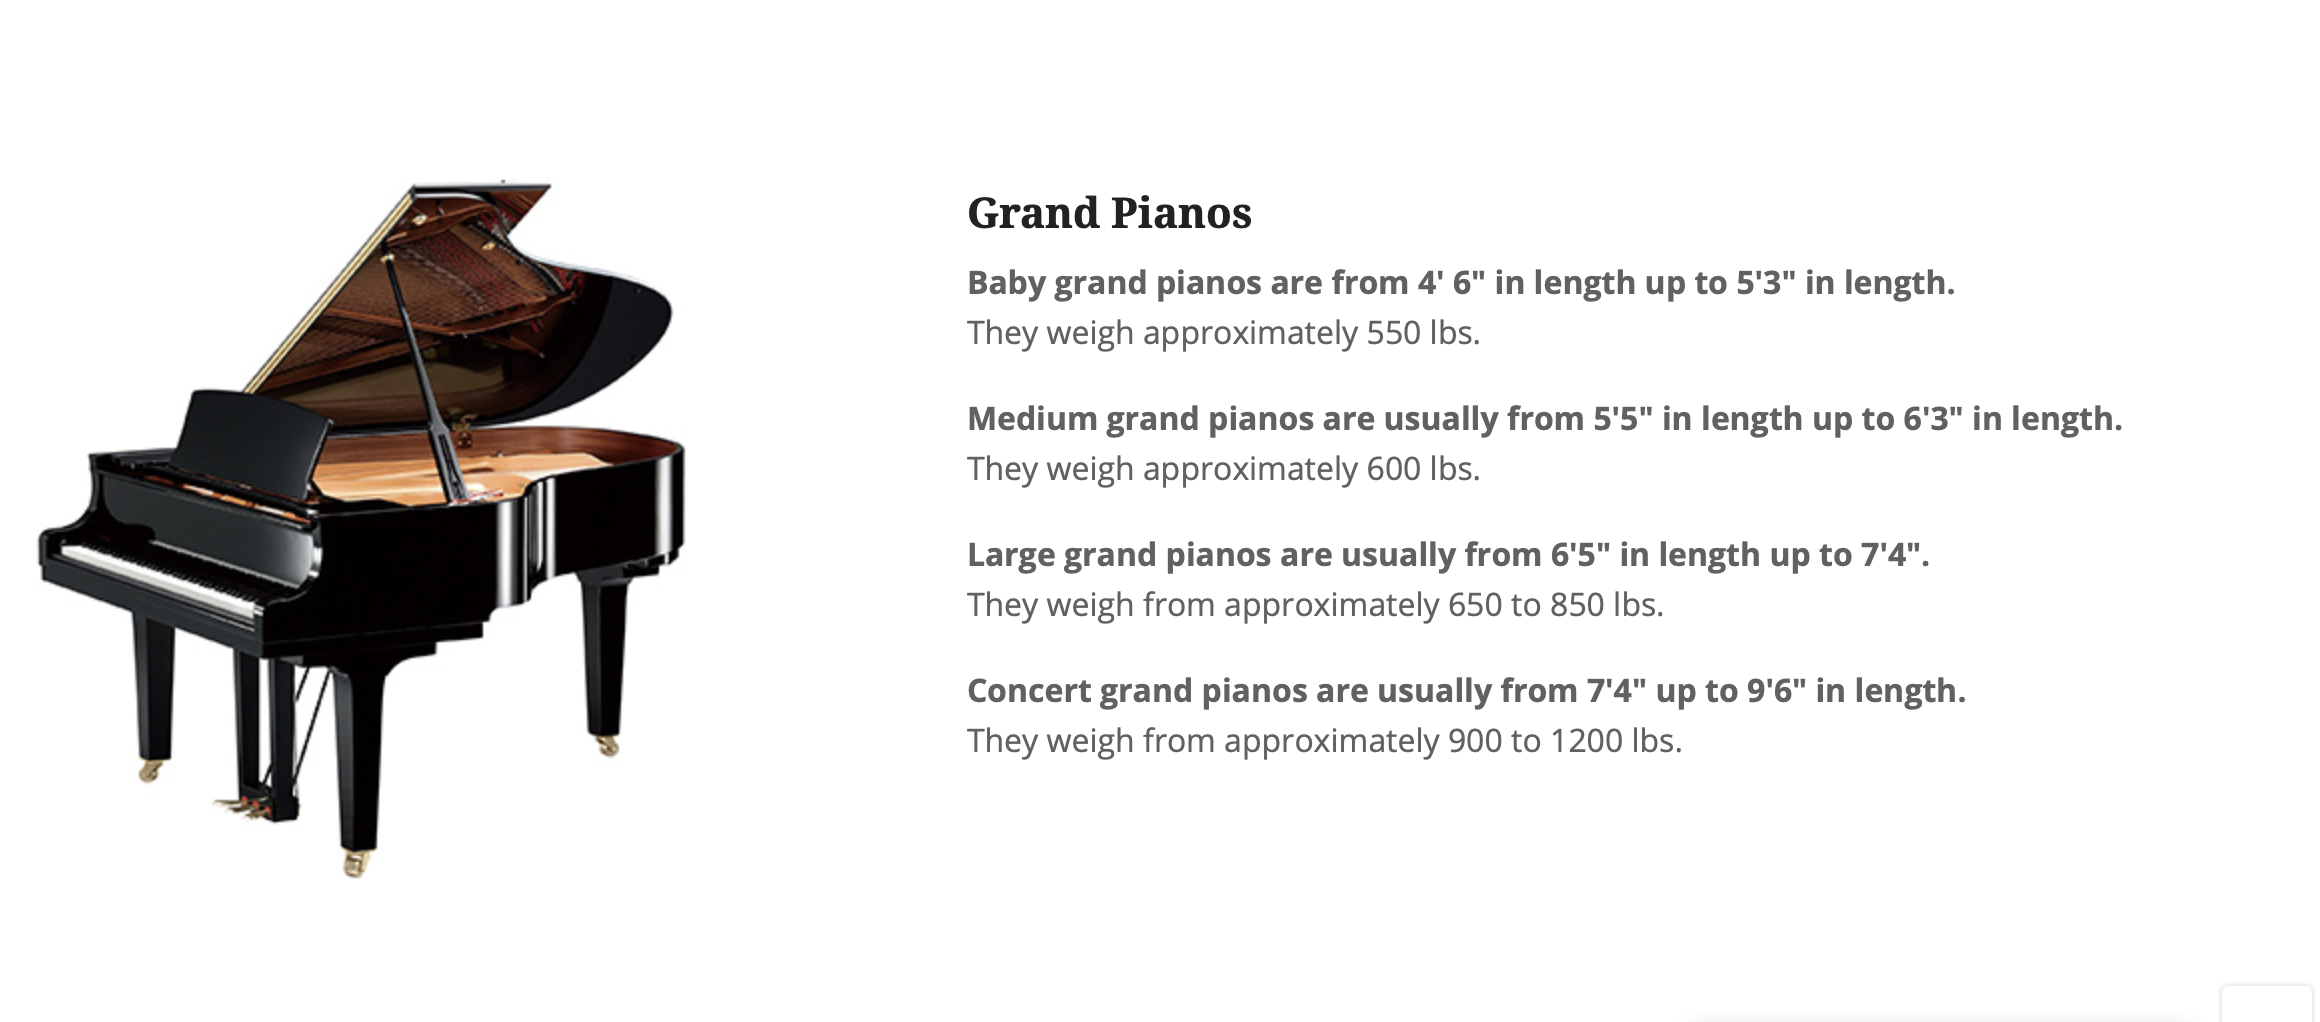 Grand Pianos
Baby grand pianos are from 4' 6" in length up to 5'3" in length.
They weigh approximately 550 lbs.
Medium grand pianos are usually from 5'5" in length up to 6'3" in length.
They weigh approximately 600 lbs.
Large grand pianos are usually from 6'5" in length up to 7'4".
They weigh from approximately 650 to 850 lbs.
Concert grand pianos are usually from 7'4" up to 9'6" in length.
They weigh from approximately 900 to 1200 lbs.